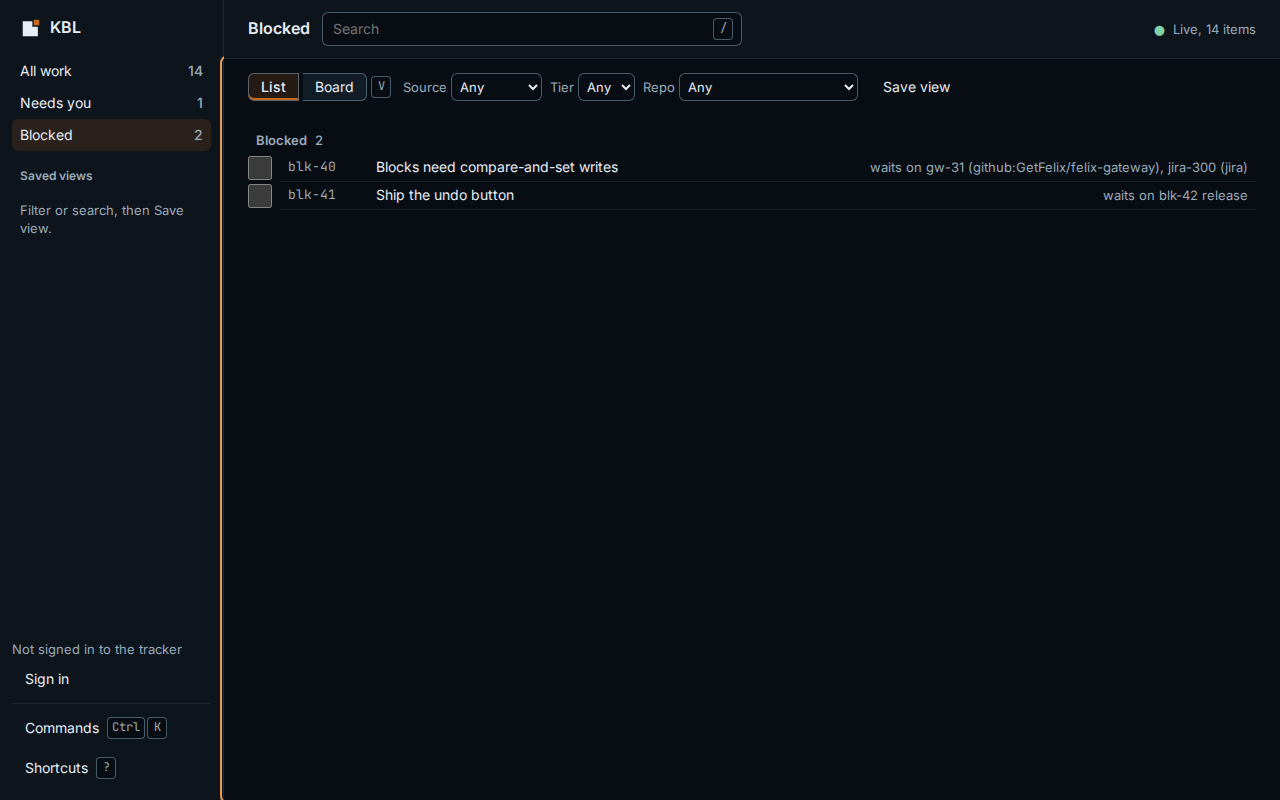 KBL
All work 14
Needs you 1
Blocked 2
Saved views
Filter or search, then Save
view.
Not signed in to the tracker
Sign in
Commands Ctrl K
Shortcuts ?
Blocked Search / Live, 14 items
List Board V Source Any Tier Any Repo Any Save view
Blocked 2
blk-40 Blocks need compare-and-set writes waits on gw-31 (github:GetFelix/felix-gateway), jira-300 (jira)
blk-41 Ship the undo button waits on blk-42 release